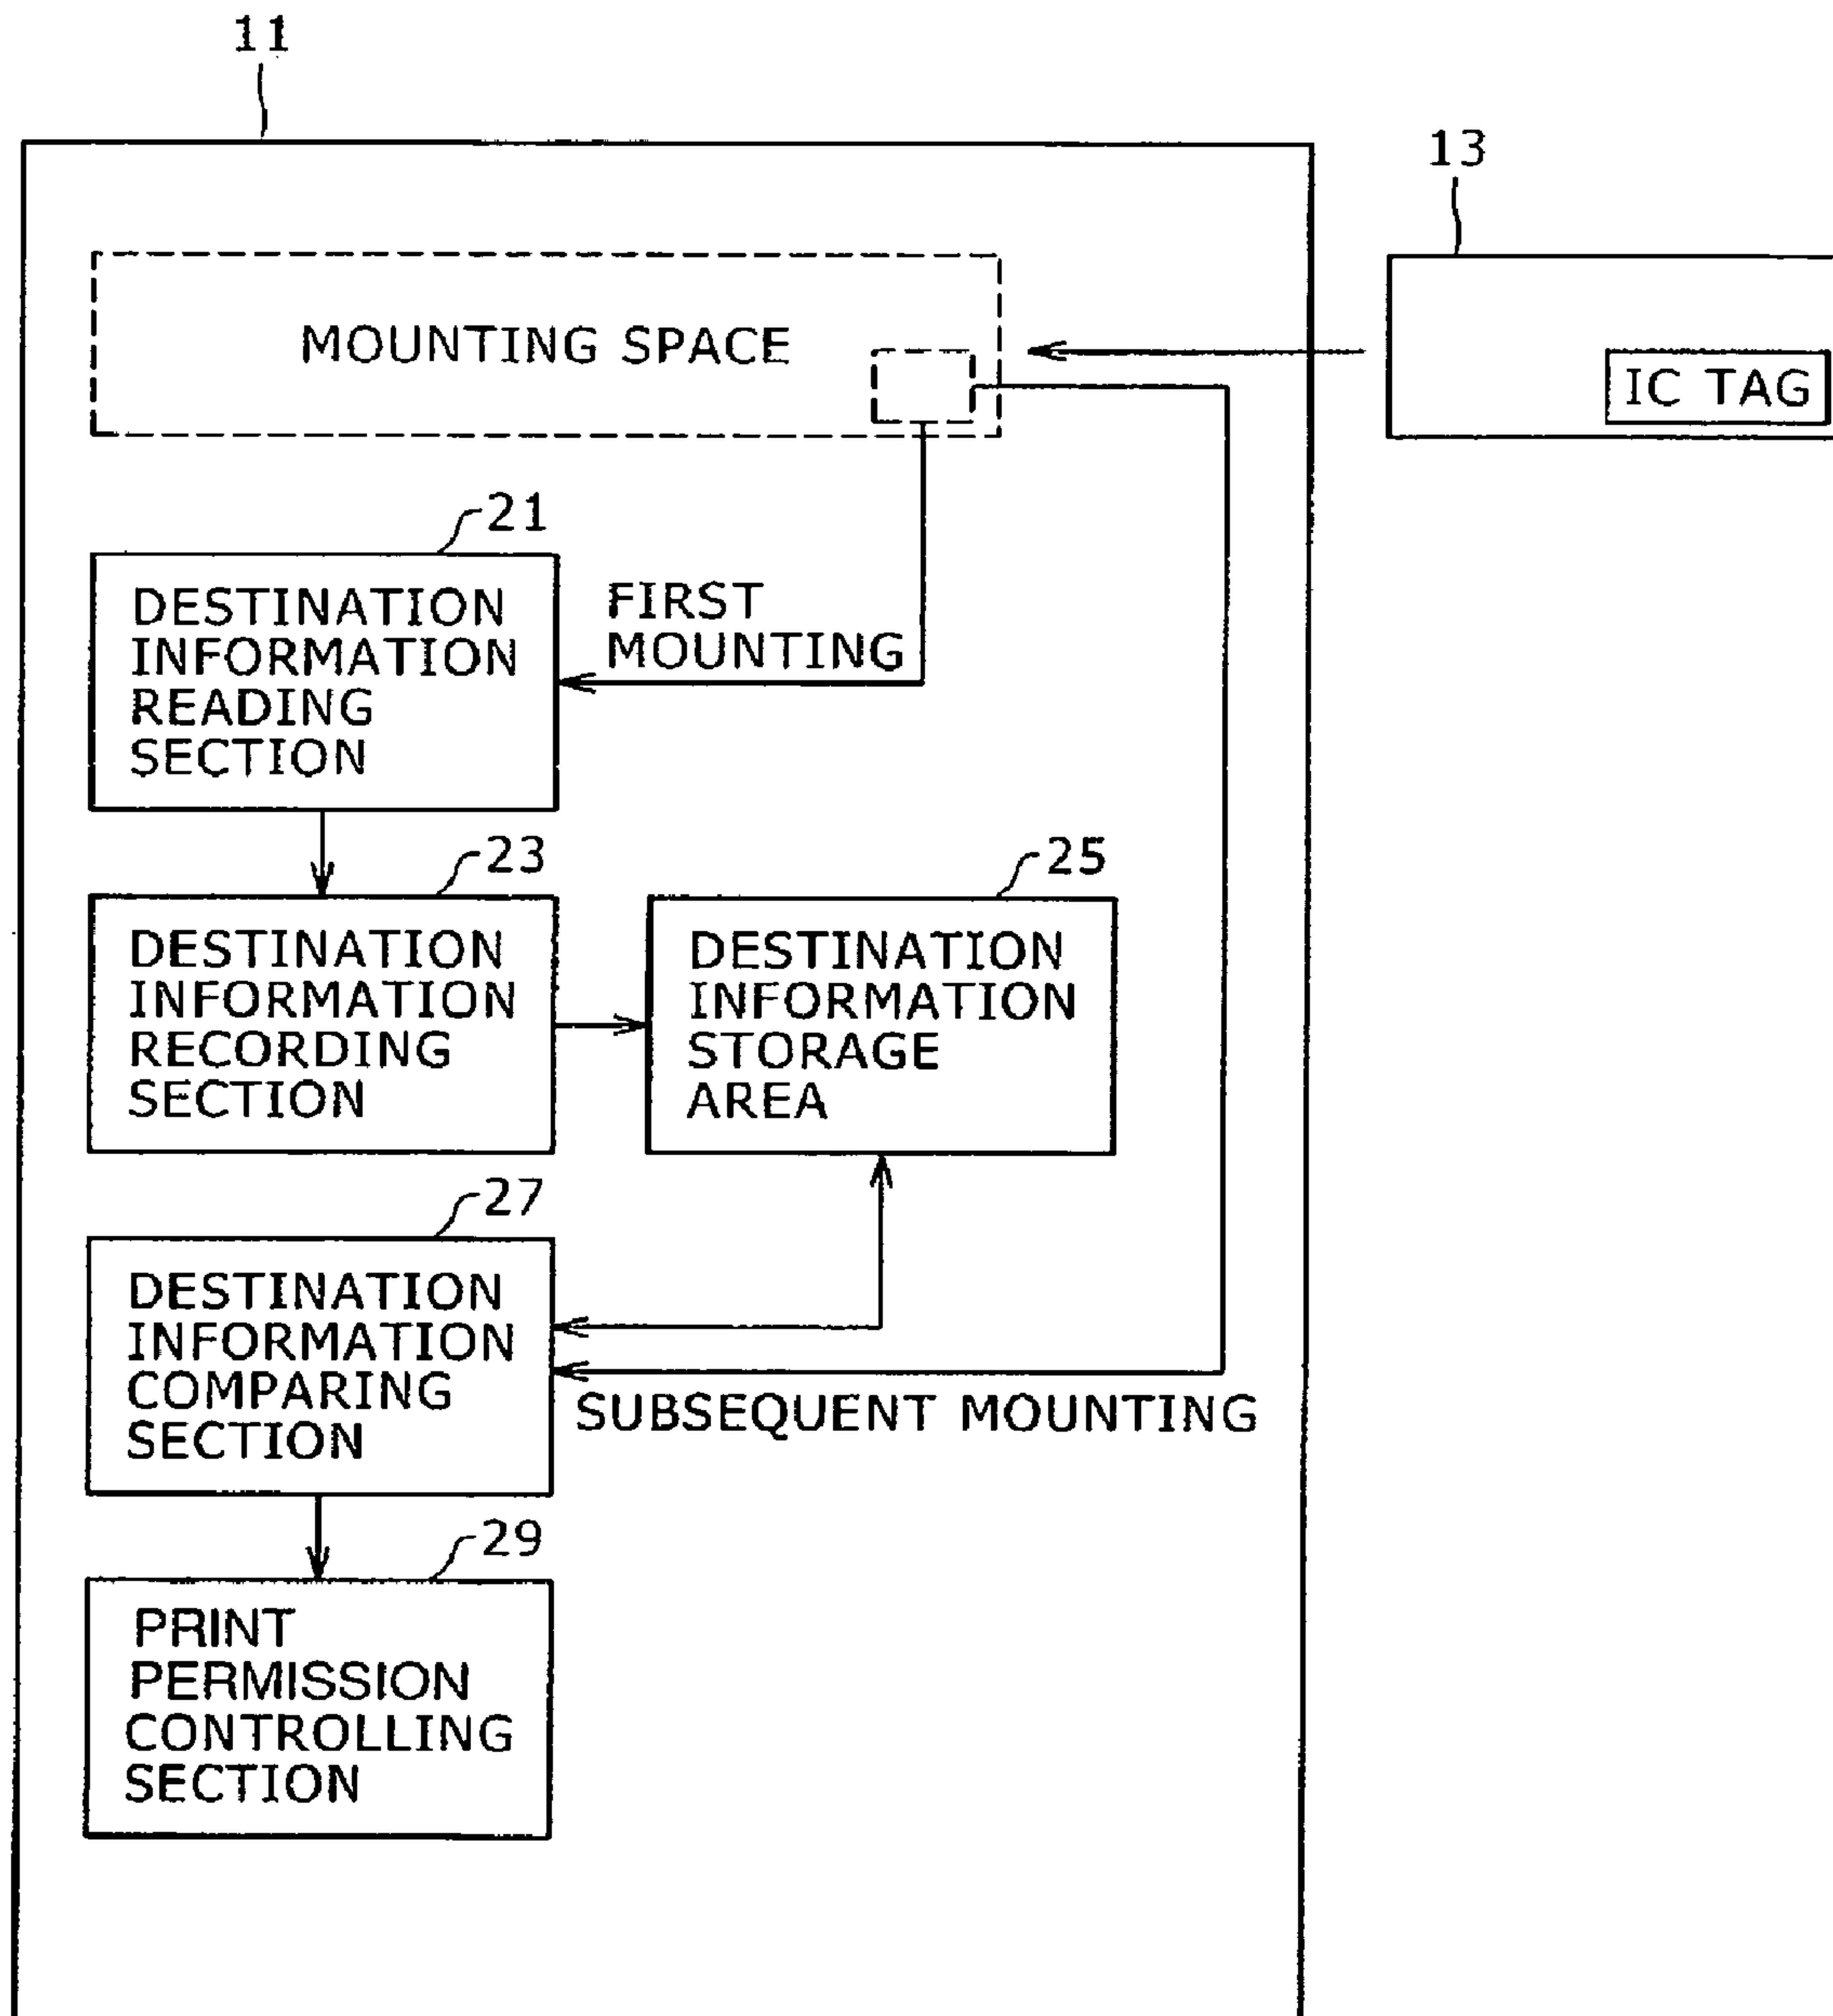 11
13
MOUNTING SPACE
IC TAG
21
DESTINATION
INFORMATION
READING
SECTION
FIRST
MOUNTING
23
DESTINATION
INFORMATION
RECORDING
SECTION
25
DESTINATION
INFORMATION
STORAGE
AREA
27
DESTINATION
INFORMATION
COMPARING
SECTION
SUBSEQUENT MOUNTING
29
PRINT
PERMISSION
CONTROLLING
SECTION